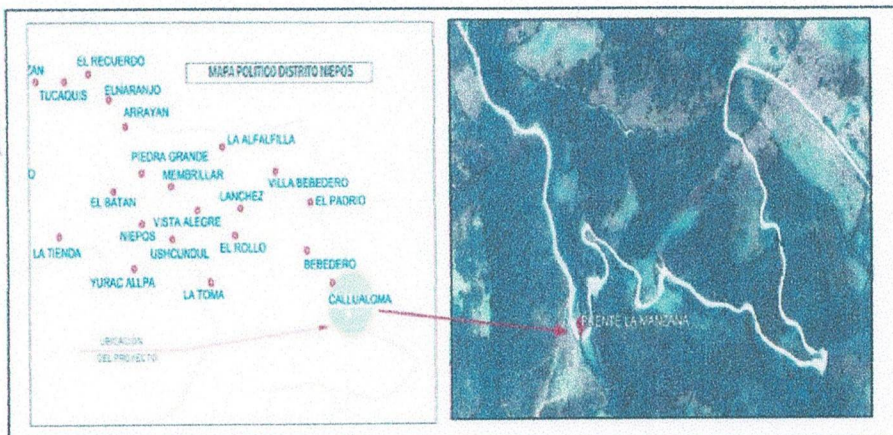 MAPA POLITICO DISTRITO NIEPOS
EL RECUERDO
TUCAQUIS
ELNARANJO
ARRAYAN
LA ALFALFILLA
PIEDRA GRANDE
MEMBRILLAR
VILLA BEBEDERO
EL BATAN
LANCHEZ
EL PADRIO
VISTA ALEGRE
NIEPOS
LA TIENDA
USHCUNDUL
EL ROLLO
BEBEDERO
YURAC ALLPA
LA TOMA
CALLUALOMA
UBICACION
DEL PROYECTO
PUENTE LA MANZANA